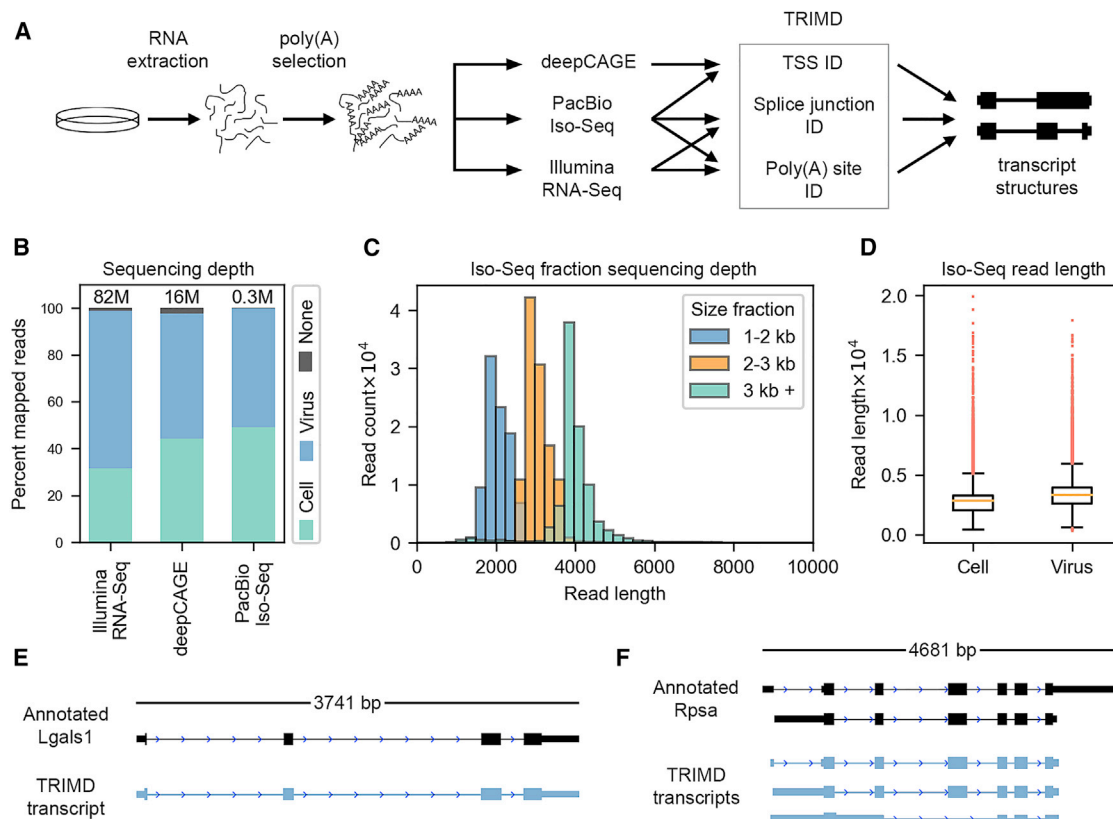 A
RNA
extraction
poly(A)
selection
AAAA
deepCAGE
PacBio
Iso-Seq
Illumina
RNA-Seq
TRIMD
TSS ID
Splice junction
ID
Poly(A) site
ID
transcript
structures
B
Sequencing depth
82M 16M 0.3M
100
80
60
40
20
0
Percent mapped reads
Illumina
RNA-Seq
deepCAGE
PacBio
Iso-Seq
Cell Virus None
C
Iso-Seq fraction sequencing depth
Size fraction
1-2 kb
2-3 kb
3 kb +
4
3
2
1
0
Read count×10⁴
0 2000 4000 6000 8000 10000
Read length
D
Iso-Seq read length
2.0
1.5
1.0
0.5
0.0
Read length×10⁴
Cell Virus
E
3741 bp
Annotated
Lgals1
TRIMD
transcript
F
4681 bp
Annotated
Rpsa
TRIMD
transcripts